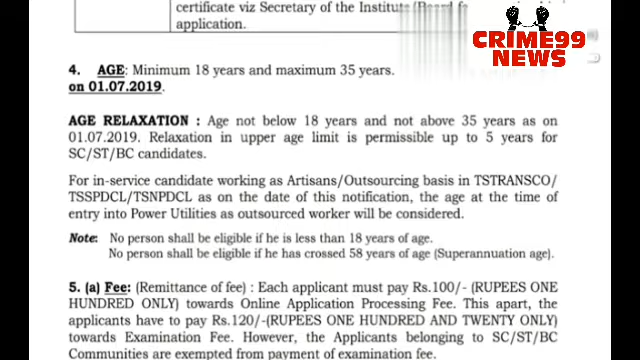 certificate viz Secretary of the Institute (Board
application.
CRIME99
NEWS
4. AGE: Minimum 18 years and maximum 35 years.
on 01.07.2019.
AGE RELAXATION : Age not below 18 years and not above 35 years as on
01.07.2019. Relaxation in upper age limit is permissible up to 5 years for
SC/ST/BC candidates.
For in-service candidate working as Artisans/Outsourcing basis in TSTRANSCO/
TSSPDCL/TSNPDCL as on the date of this notification, the age at the time of
entry into Power Utilities as outsourced worker will be considered.
Note: No person shall be eligible if he is less than 18 years of age.
No person shall be eligible if he has crossed 58 years of age (Superannuation age).
5. (a) Fee: (Remittance of fee) : Each applicant must pay Rs.100/- (RUPEES ONE
HUNDRED ONLY) towards Online Application Processing Fee. This apart, the
applicants have to pay Rs.120/-(RUPEES ONE HUNDRED AND TWENTY ONLY)
towards Examination Fee. However, the Applicants belonging to SC/ST/BC
Communities are exempted from payment of examination fee.